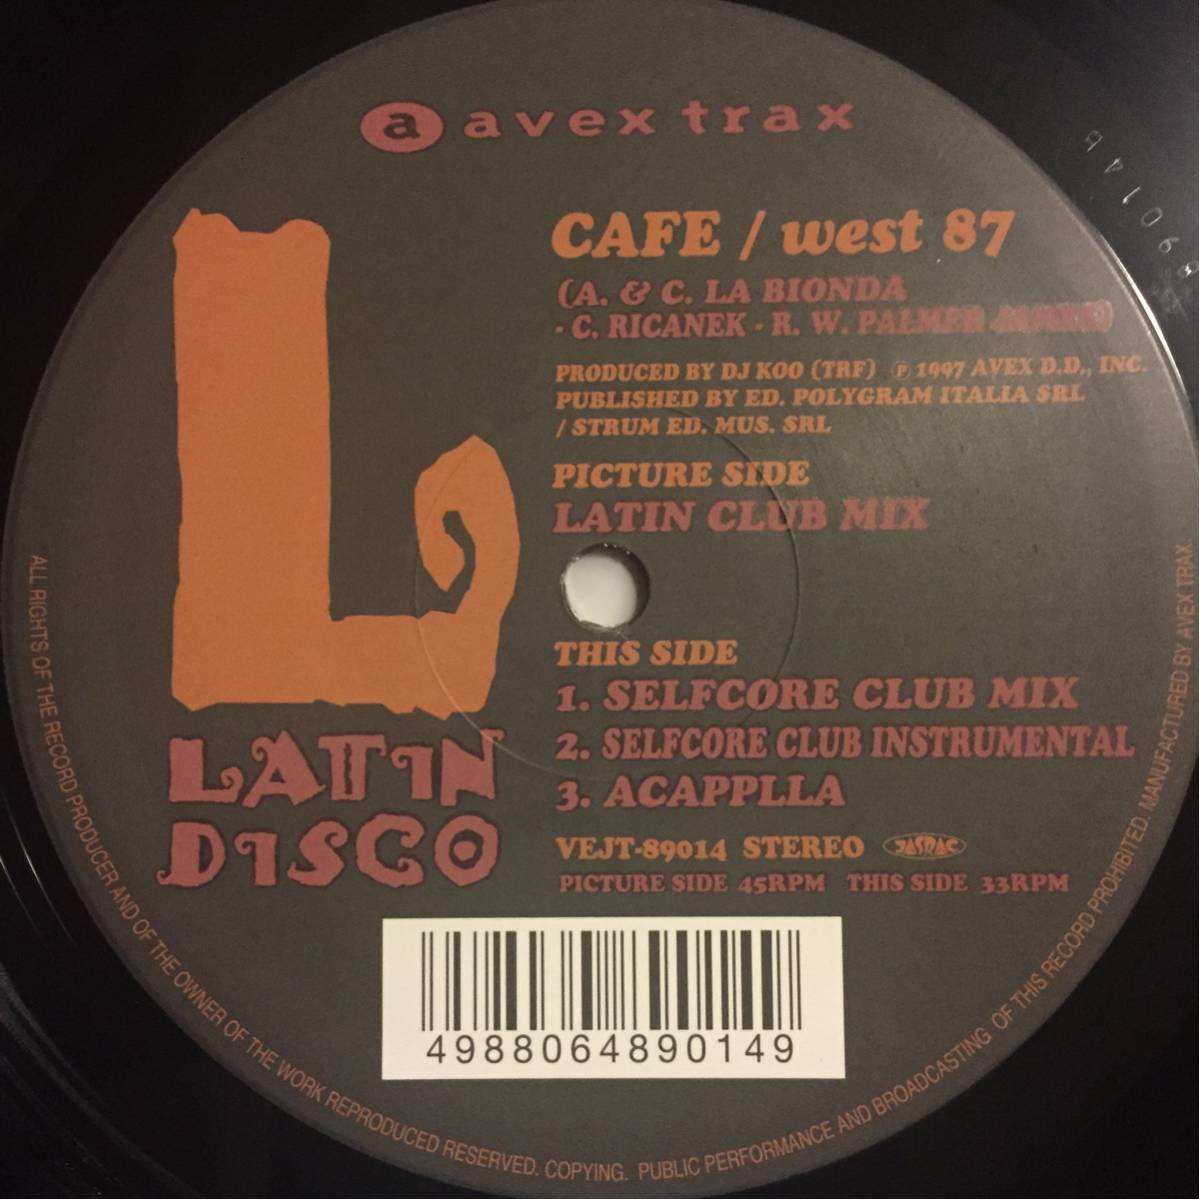 a avex trax
CAFE / west 87
(A. & C. LA BIONDA
- C. RICANEK - R. W. PALMER
PRODUCED BY DJ KOO (TRF) ℗ 1997 AVEX D.D., INC.
PUBLISHED BY ED. POLYGRAM ITALIA SRL
/ STRUM ED. MUS. SRL
PICTURE SIDE
LATIN CLUB MIX
THIS SIDE
1. SELFCORE CLUB MIX
2. SELFCORE CLUB INSTRUMENTAL
3. ACAPPLLA
L
LATIN
DISCO
VEJT-89014 STEREO JASRAC
PICTURE SIDE 45RPM THIS SIDE 33RPM
4988064890149
ALL RIGHTS OF THE RECORD PRODUCER AND OF THE OWNER OF THE WORK REPRODUCED RESERVED. COPYING. PUBLIC PERFORMANCE AND BROADCASTING OF THIS RECORD PROHIBITED. MANUFACTURED BY AVEX TRAX.